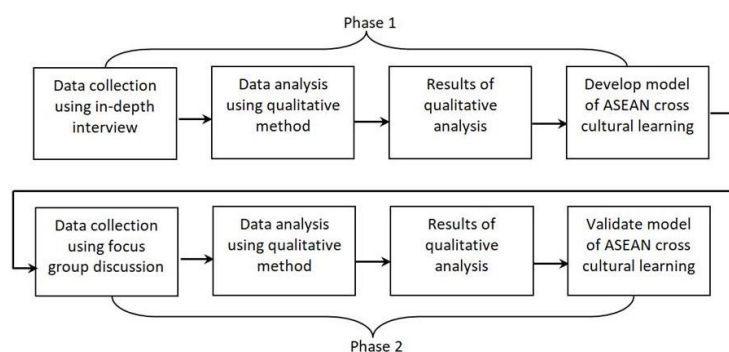 Phase 1
Data collection
using in-depth
interview
Data analysis
using qualitative
method
Results of
qualitative
analysis
Develop model
of ASEAN cross
cultural learning
Data collection
using focus
group discussion
Data analysis
using qualitative
method
Results of
qualitative
analysis
Validate model
of ASEAN cross
cultural learning
Phase 2